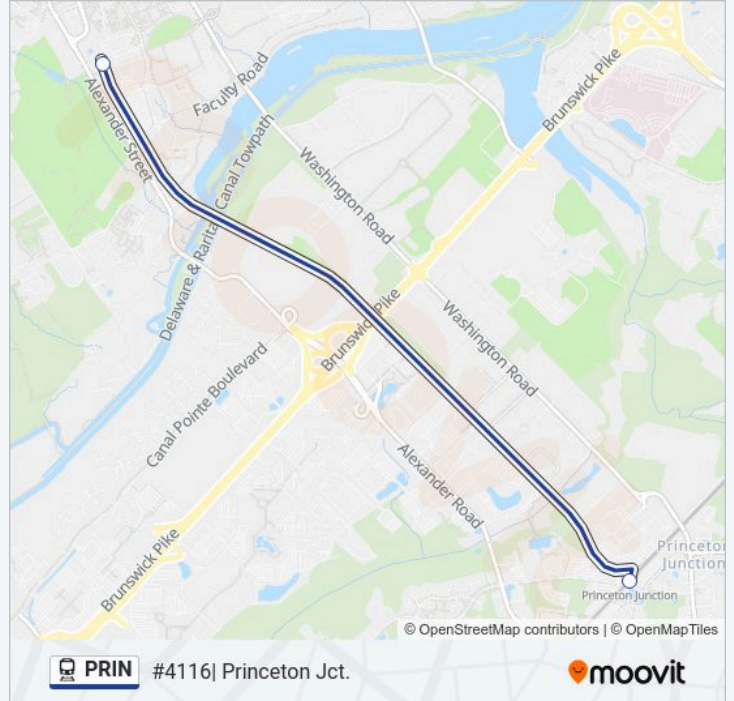 Faculty Road
Brunswick Pike
Alexander Street
Delaware & Raritan Canal Towpath
Washington Road
Brunswick Pike
Washington Road
Canal Pointe Boulevard
Alexander Road
Brunswick Pike
Princeton
Junction
Princeton Junction
© OpenStreetMap contributors | © OpenMapTiles
PRIN #4116| Princeton Jct.
moovit